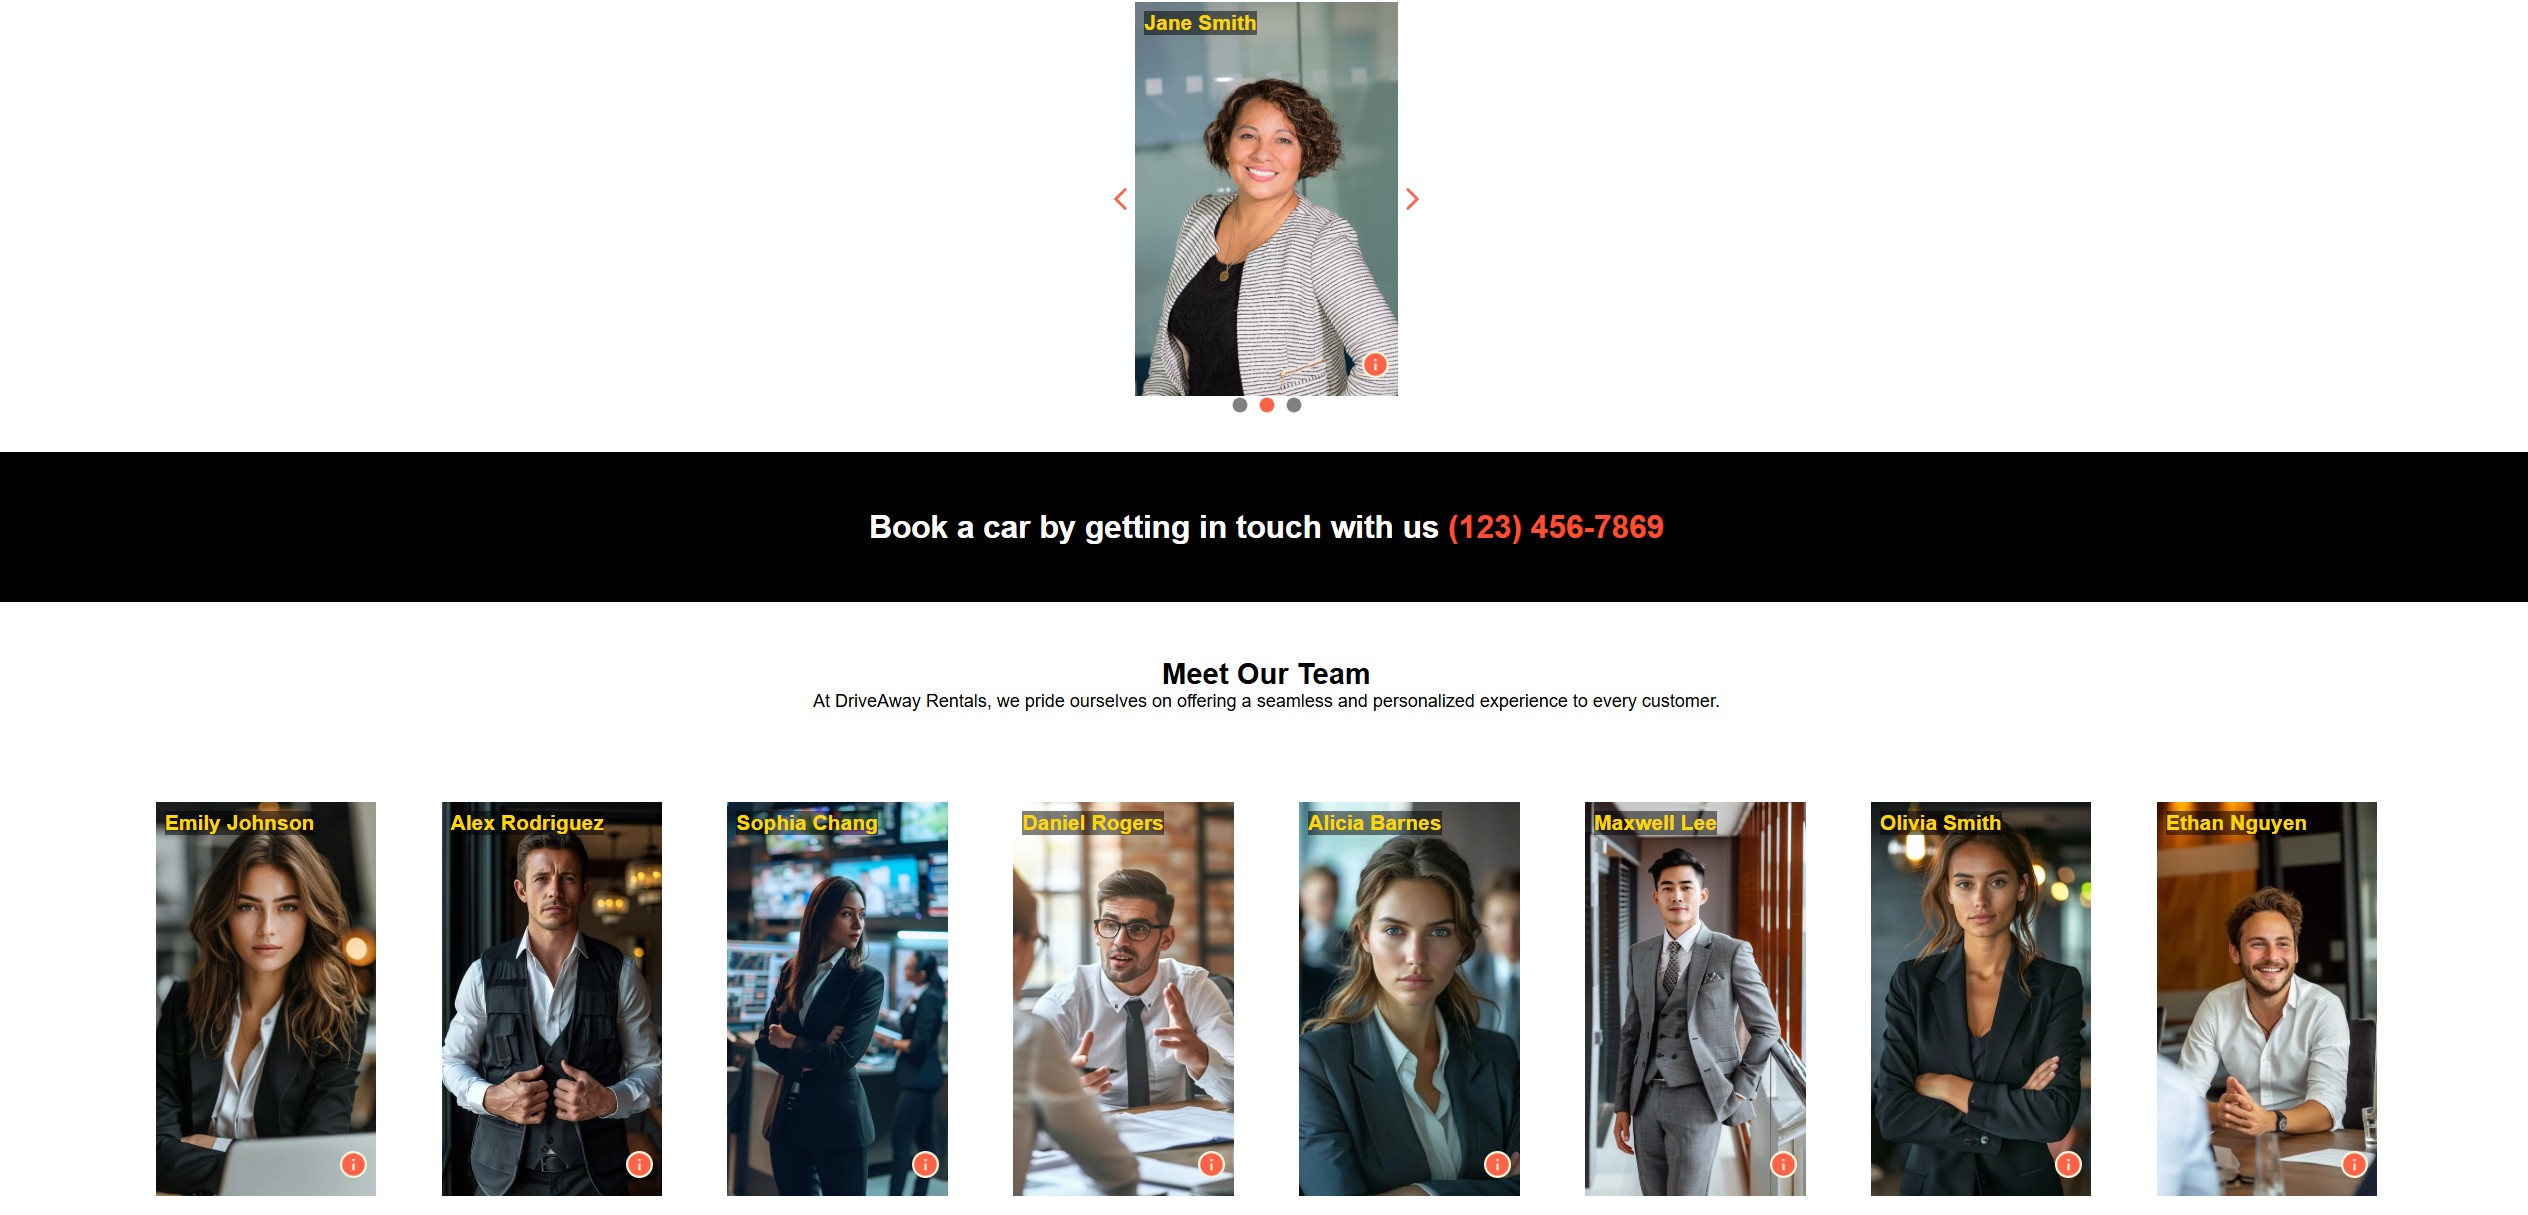 Jane Smith
Book a car by getting in touch with us (123) 456-7869
Meet Our Team
At DriveAway Rentals, we pride ourselves on offering a seamless and personalized experience to every customer.
Emily Johnson
Alex Rodriguez
Sophia Chang
Daniel Rogers
Alicia Barnes
Maxwell Lee
Olivia Smith
Ethan Nguyen